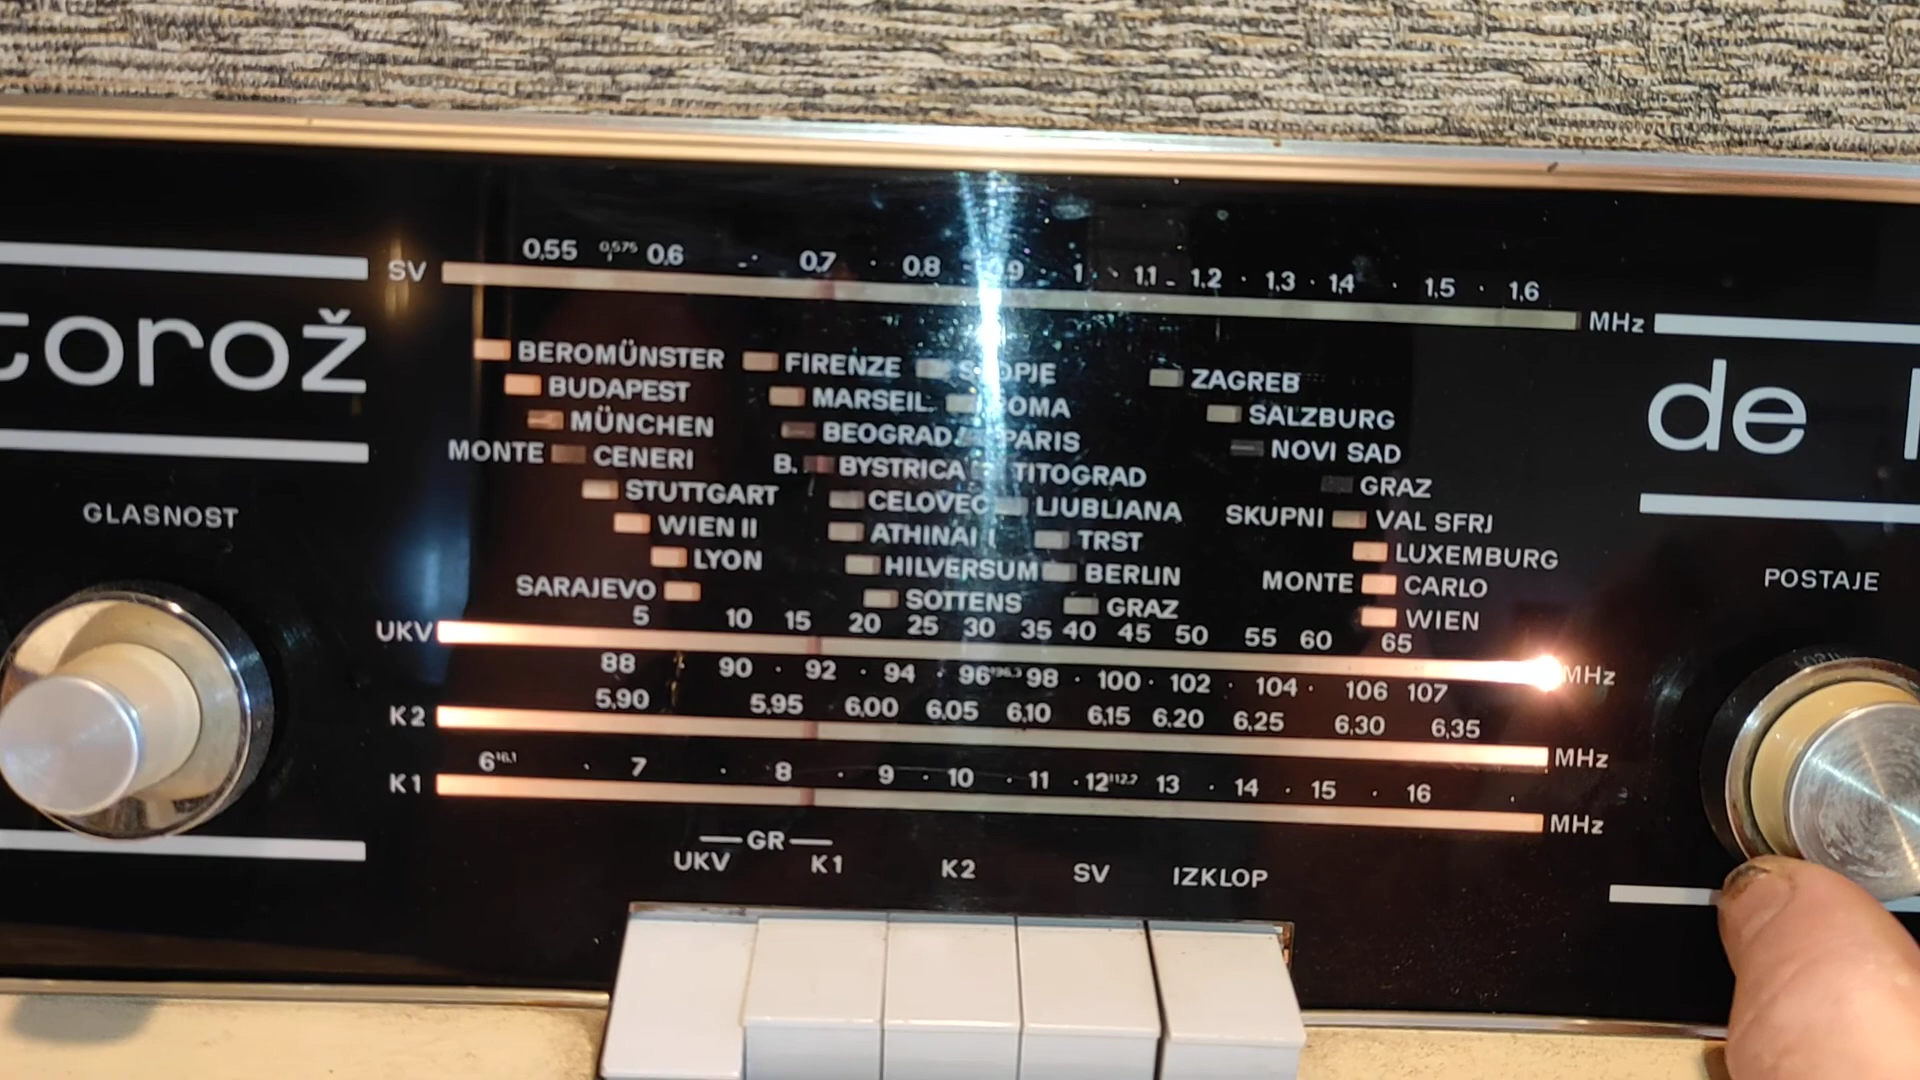 0,55 0,575 0,6 0,7 0,8 0,9 1 1,1 1,2 1,3 1,4 1,5 1,6
SV MHz
torož
de
BEROMÜNSTER FIRENZE ZAGREB
BUDAPEST MARSEIL ROMA SALZBURG
MÜNCHEN BEOGRAD PARIS NOVI SAD
MONTE CENERI B. BYSTRICA TITOGRAD GRAZ
STUTTGART CELOVEC LJUBLJANA SKUPNI VAL SFRJ
WIEN II ATHINAI TRST LUXEMBURG
LYON HILVERSUM BERLIN MONTE CARLO
SARAJEVO SOTTENS GRAZ WIEN
GLASNOST
POSTAJE
5 10 15 20 25 30 35 40 45 50 55 60 65
UKV MHz
88 90 92 94 96 98 100 102 104 106 107
5,90 5,95 6,00 6,05 6,10 6,15 6,20 6,25 6,30 6,35
K2 MHz
6 7 8 9 10 11 12 13 14 15 16
K1 MHz
GR
UKV K1 K2 SV IZKLOP